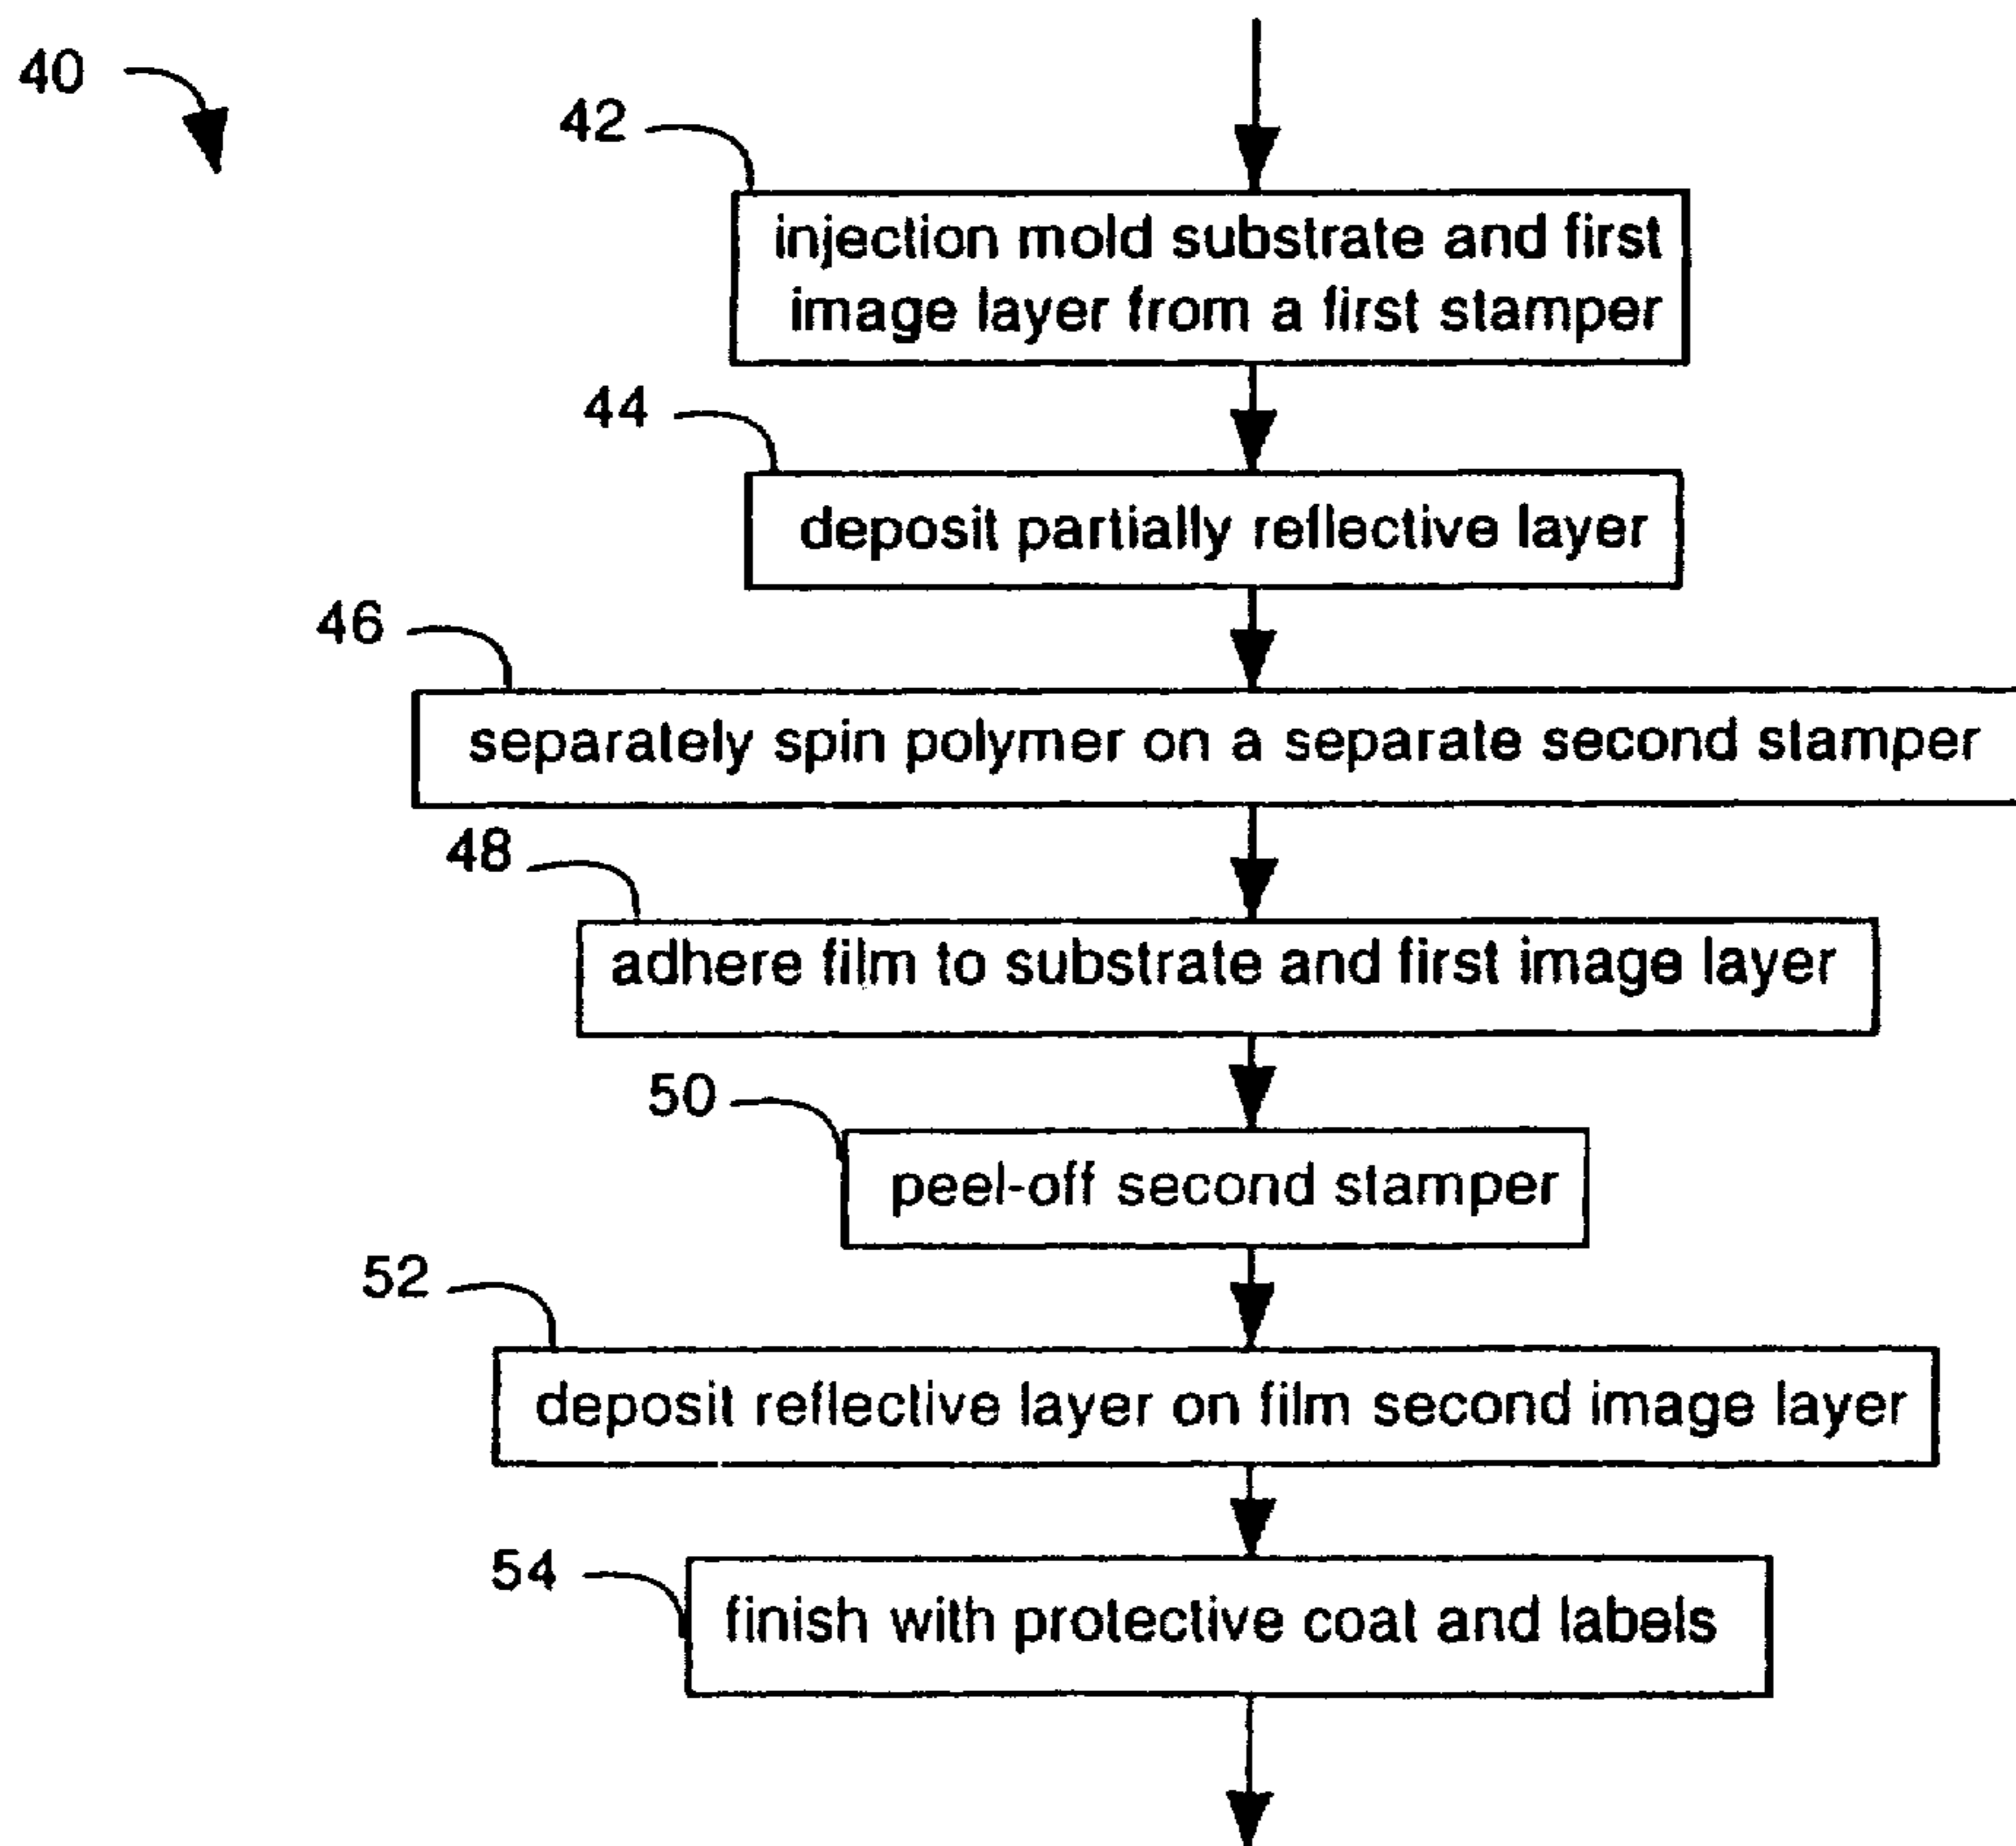 40
42
injection mold substrate and first
image layer from a first stamper
44
deposit partially reflective layer
46
separately spin polymer on a separate second stamper
48
adhere film to substrate and first image layer
50
peel-off second stamper
52
deposit reflective layer on film second image layer
54
finish with protective coat and labels